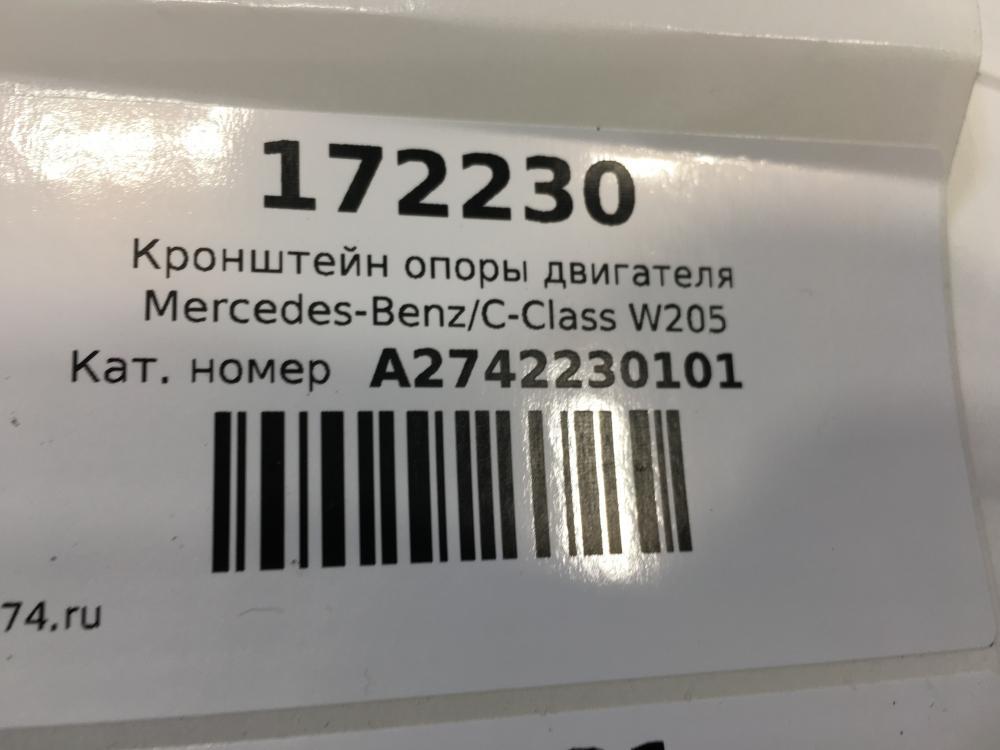 172230
Кронштейн опоры двигателя
Mercedes-Benz/C-Class W205
Кат. номер A2742230101
74.ru